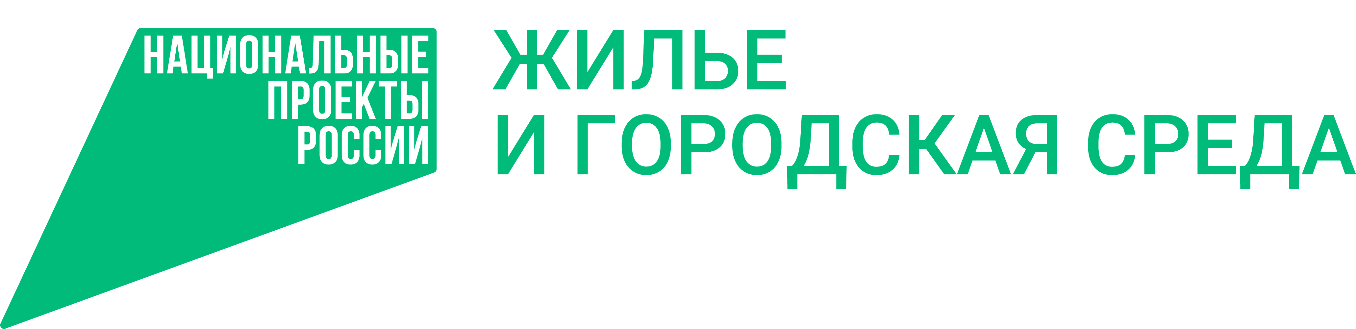 НАЦИОНАЛЬНЫЕ
ПРОЕКТЫ
РОССИИ
ЖИЛЬЕ
И ГОРОДСКАЯ СРЕДА